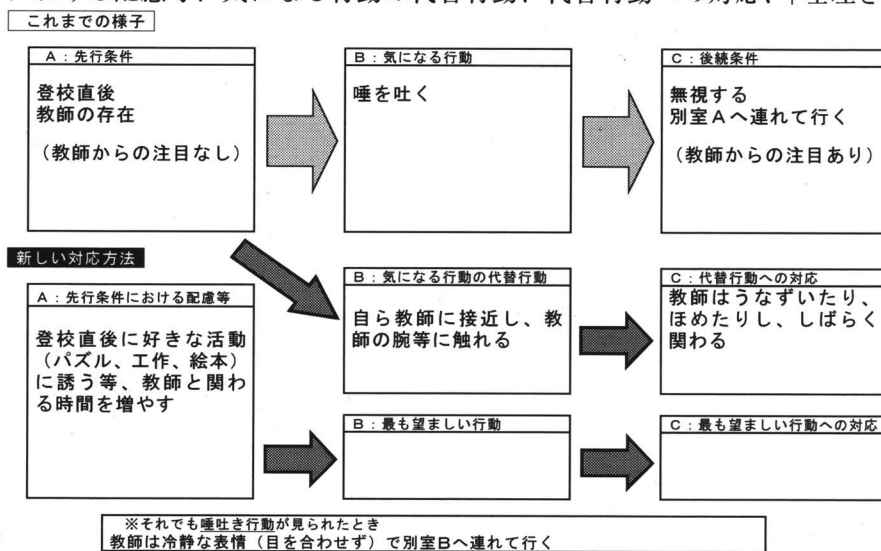 これまでの様子
A：先行条件
登校直後
教師の存在
（教師からの注目なし）
B：気になる行動
唾を吐く
C：後続条件
無視する
別室Aへ連れて行く
（教師からの注目あり）
新しい対応方法
A：先行条件における配慮等
登校直後に好きな活動
（パズル、工作、絵本）
に誘う等、教師と関わ
る時間を増やす
B：気になる行動の代替行動
自ら教師に接近し、教
師の腕等に触れる
C：代替行動への対応
教師はうなずいたり、
ほめたりし、しばらく
関わる
B：最も望ましい行動
C：最も望ましい行動への対応
※それでも唾吐き行動が見られたとき
教師は冷静な表情（目を合わせず）で別室Bへ連れて行く